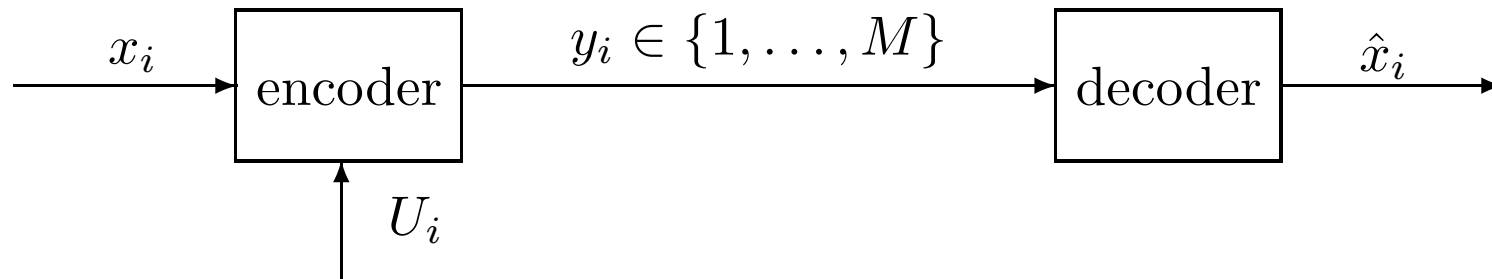 x_i
encoder
y_i ∈ {1, . . . , M}
decoder
x̂_i
U_i